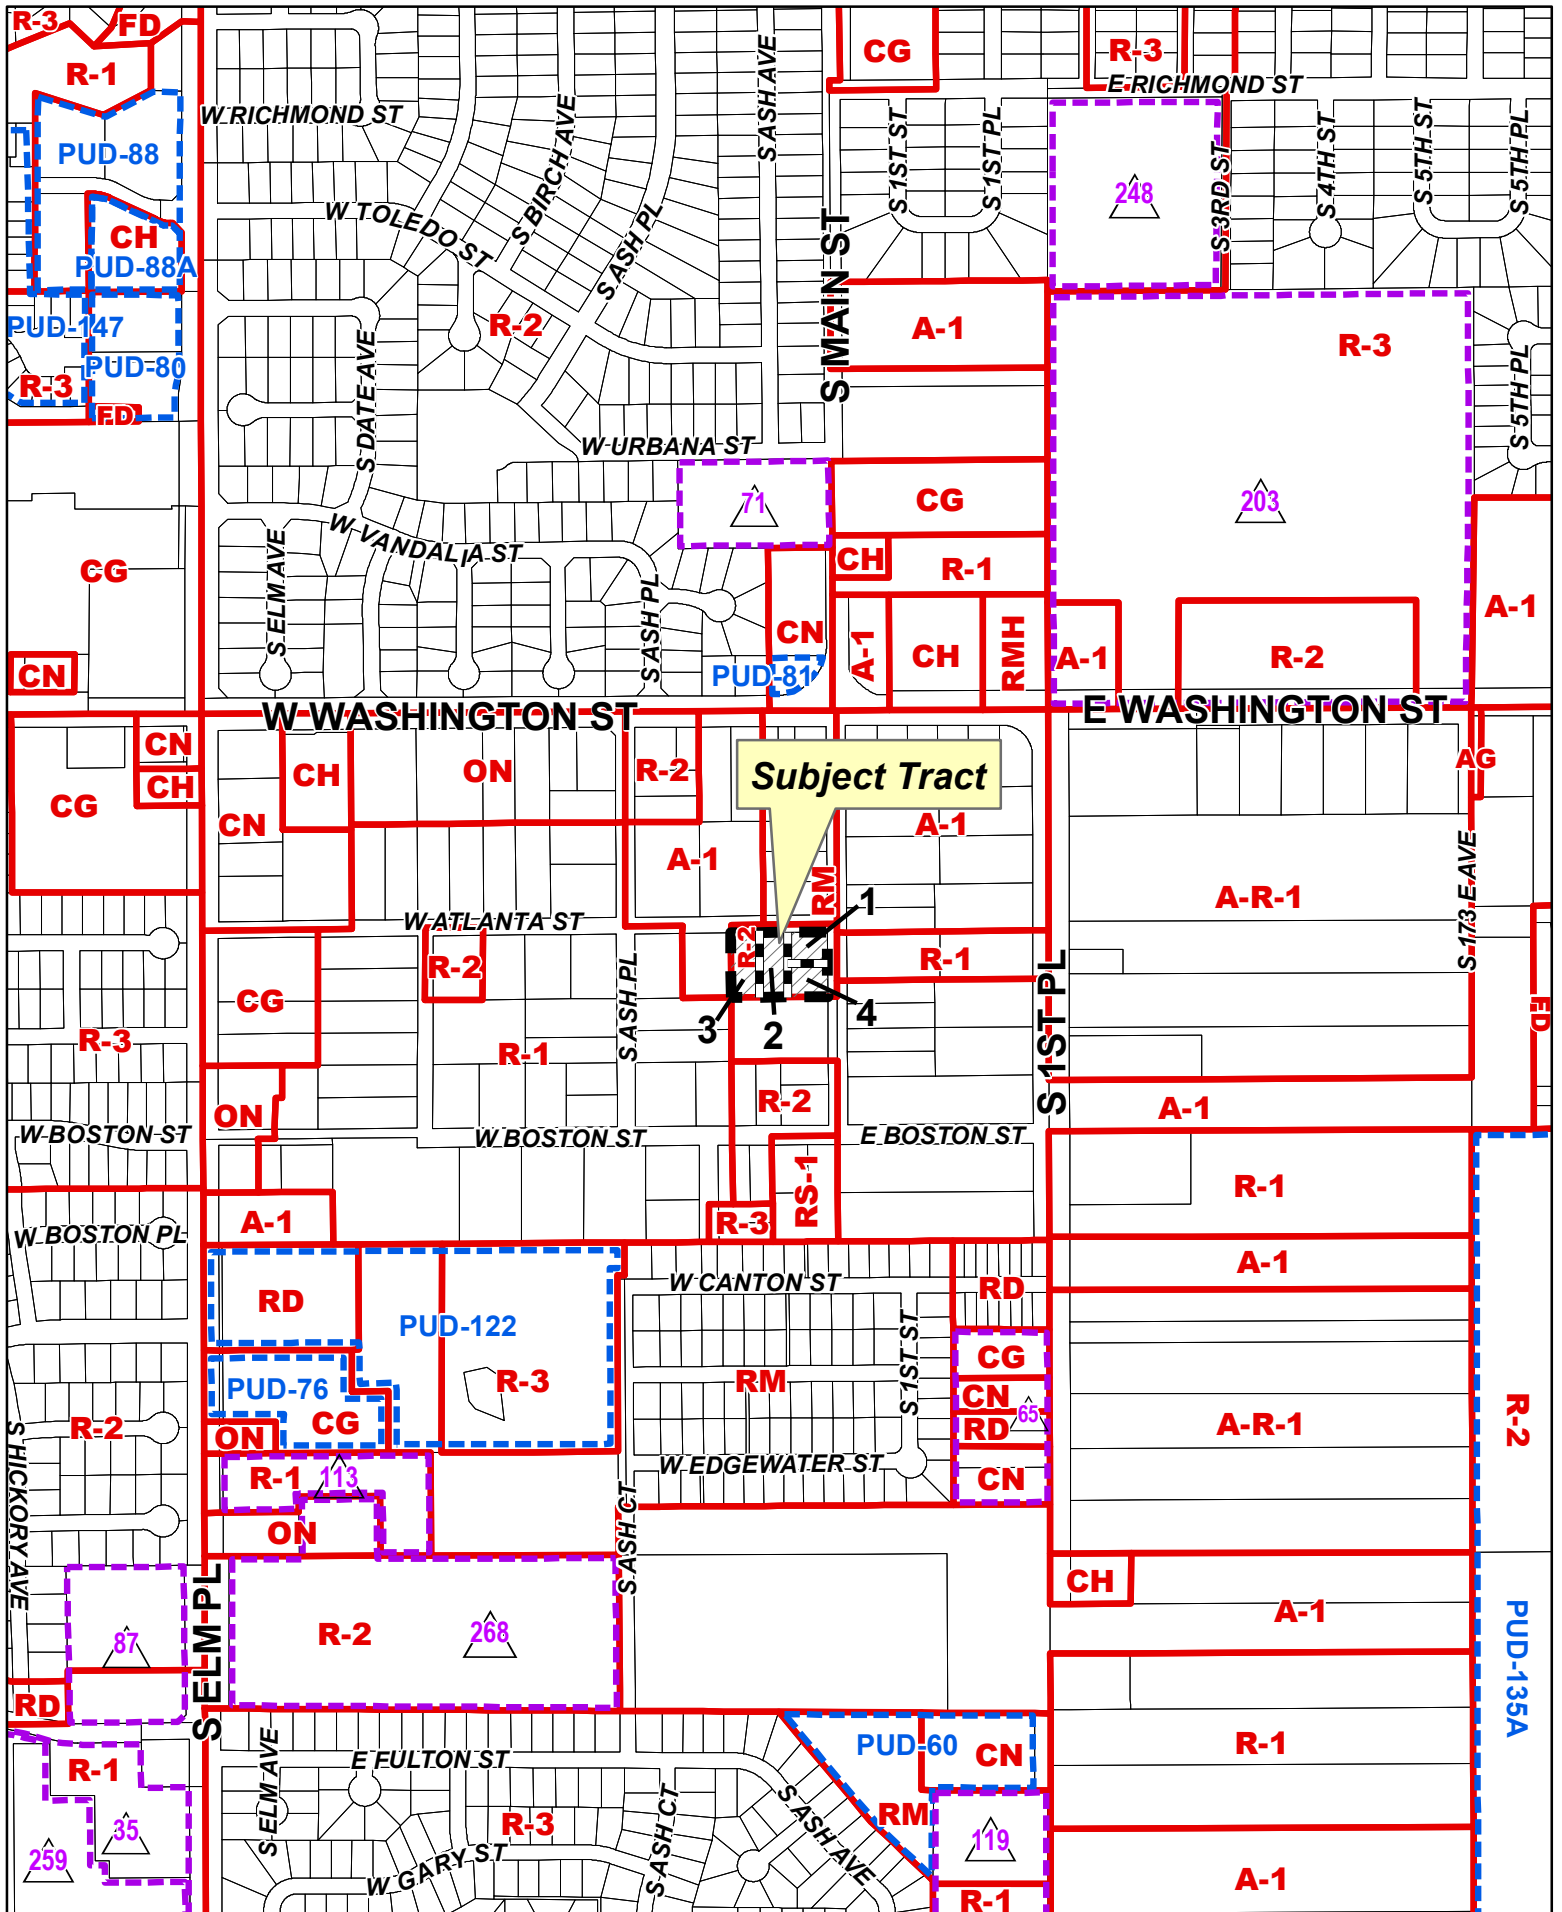 R-3
FD
R-1
CG
R-3
E RICHMOND ST
W RICHMOND ST
S BIRCH AVE
S ASH AVE
S 1ST ST
S 1ST PL
S 3RD ST
S 4TH ST
S 5TH ST
S 5TH PL
PUD-88
248
W TOLEDO ST
S ASH PL
CH
PUD-88A
S MAIN ST
PUD-147
R-2
A-1
R-3
PUD-80
R-3
FD
S DATE AVE
S 5TH PL
W URBANA ST
71
CG
203
W VANDALIA ST
CG
CH
R-1
S ELM AVE
S ASH PL
CN
A-1
CH
RMH
A-1
R-2
A-1
CN
PUD-81
W WASHINGTON ST
E WASHINGTON ST
CN
CH
CG
CN
CH
ON
R-2
Subject Tract
AG
A-1
A-1
RM
A-R-1
S 173 E AVE
1
W ATLANTA ST
R-2
R-2
R-1
CG
S ASH PL
3
2
4
S 1ST PL
FD
R-3
R-1
ON
R-2
A-1
W BOSTON ST
W BOSTON ST
E BOSTON ST
RS-1
R-1
A-1
R-3
W BOSTON PL
A-1
W CANTON ST
RD
RD
PUD-122
S 1ST ST
CG
PUD-76
R-3
RM
CN
65
RD
R-2
CG
ON
A-R-1
R-2
S HICKORY AVE
R-1
113
W EDGEWATER ST
CN
ON
S ASH CT
CH
A-1
87
S ELM PL
R-2
268
PUD-135A
RD
R-1
S ELM AVE
E FULTON ST
PUD-60
CN
R-1
S ASH AVE
RM
35
259
R-3
S ASH CT
119
W GARY ST
A-1
R-1